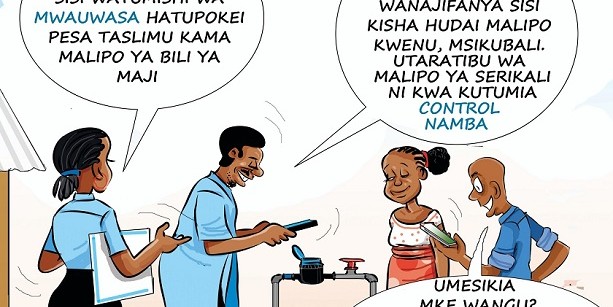 SISI WATUMISHI WA
MWAUWASA HATUPOKEI
PESA TASLIMU KAMA
MALIPO YA BILI YA
MAJI
WANAJIFANYA SISI
KISHA HUDAI MALIPO
KWENU, MSIKUBALI.
UTARATIBU WA
MALIPO YA SERIKALI
NI KWA KUTUMIA
CONTROL
NAMBA
UMESIKIA
MKE WANGU?